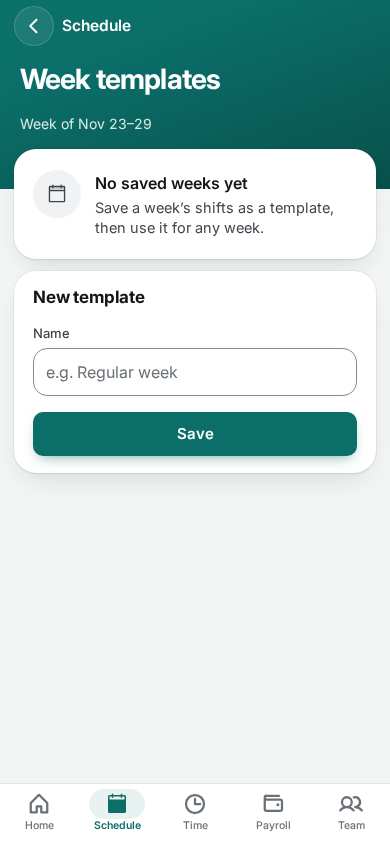 Schedule
Week templates
Week of Nov 23–29
No saved weeks yet
Save a week’s shifts as a template,
then use it for any week.
New template
Name
e.g. Regular week
Save
Home
Schedule
Time
Payroll
Team